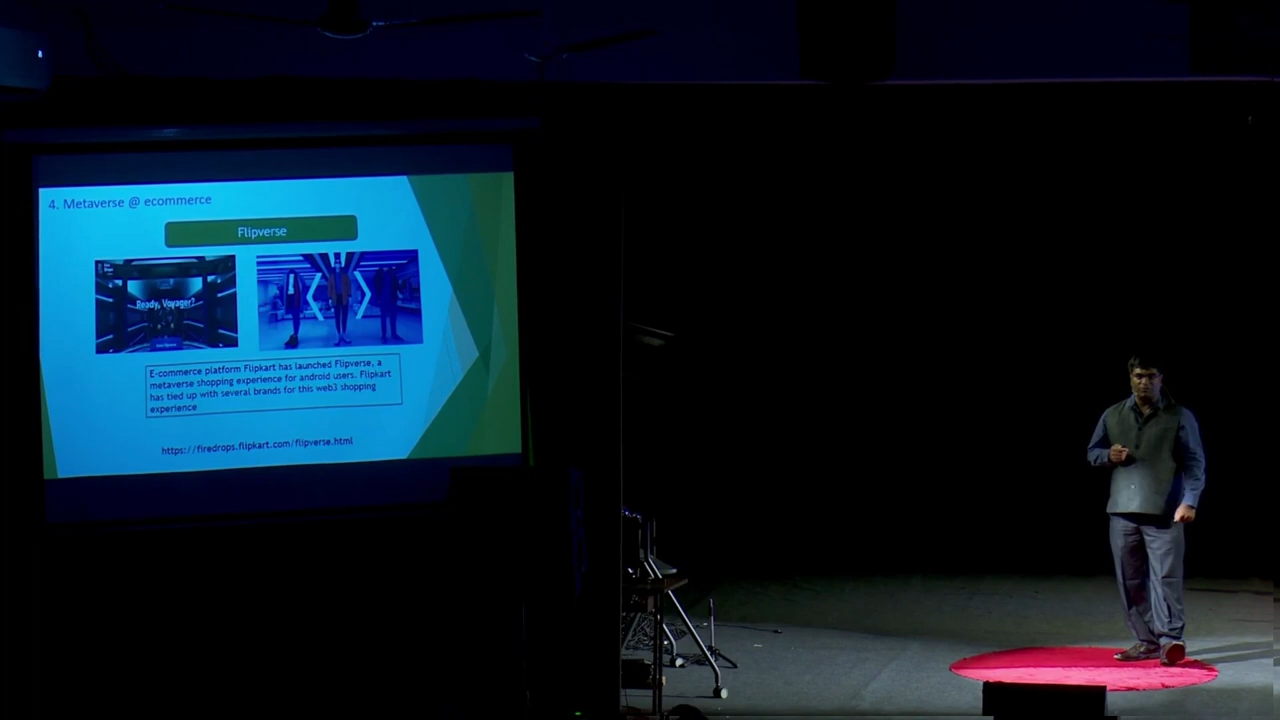 4. Metaverse @ ecommerce
Flipverse
Ready, Voyager?
E-commerce platform Flipkart has launched Flipverse, a
metaverse shopping experience for android users. Flipkart
has tied up with several brands for this web3 shopping
experience
https://firedrops.flipkart.com/flipverse.html